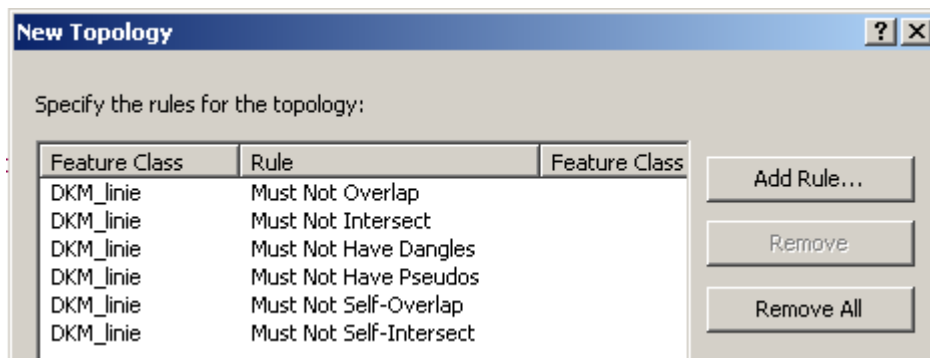 New Topology
Specify the rules for the topology:
Feature Class Rule Feature Class
DKM_linie Must Not Overlap
DKM_linie Must Not Intersect
DKM_linie Must Not Have Dangles
DKM_linie Must Not Have Pseudos
DKM_linie Must Not Self-Overlap
DKM_linie Must Not Self-Intersect
Add Rule...
Remove
Remove All